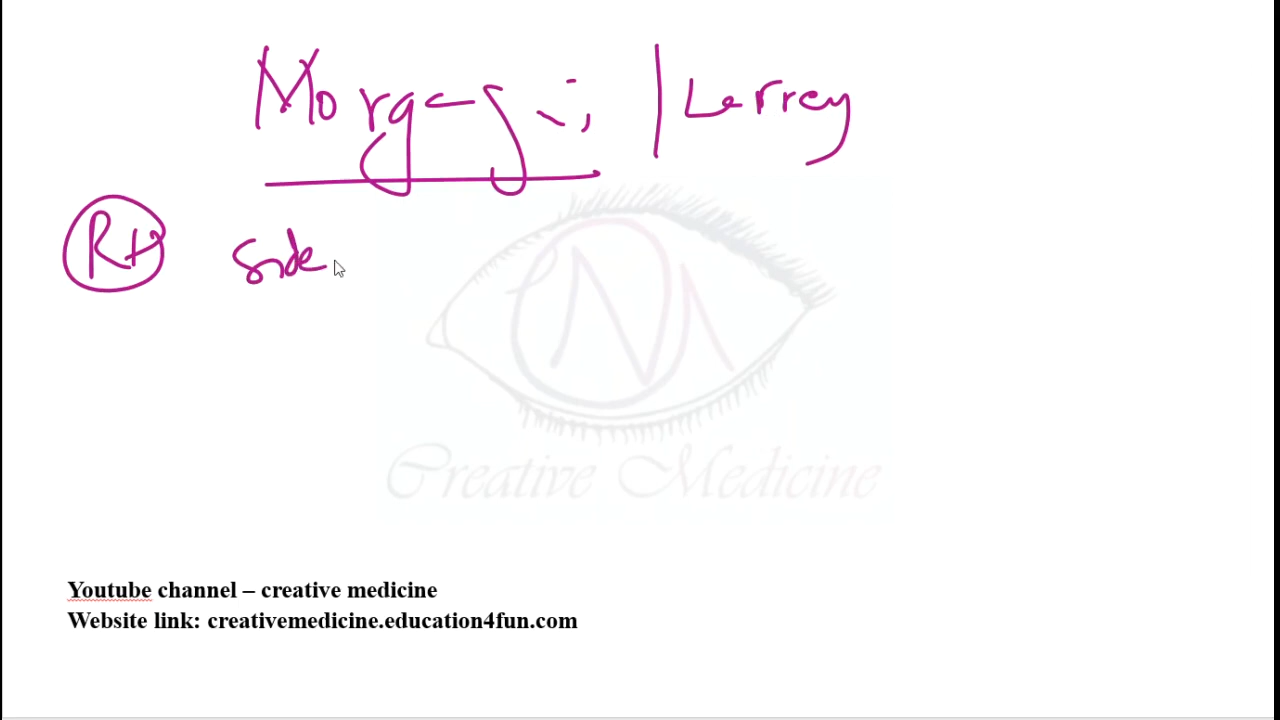 Morgagni | Larrey
Rt side
Creative Medicine
Youtube channel – creative medicine
Website link: creativemedicine.education4fun.com